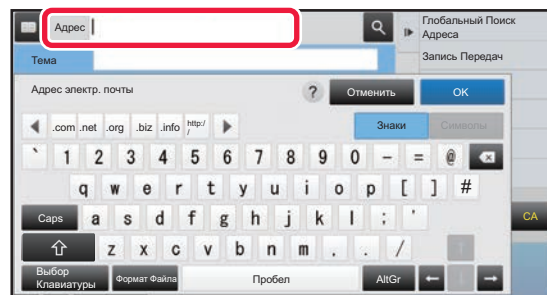 Адрес
Глобальный Поиск
Адреса
Тема
Запись Передач
Адрес электр. почты
?
Отменить
OK
.com .net .org .biz .info http:/
/
Знаки
Символы
` 1 2 3 4 5 6 7 8 9 0 - = @
q w e r t y u i o p [ ] #
Caps a s d f g h j k l ; '
CA
z x c v b n m , . /
Выбор
Клавиатуры
Формат Файла
Пробел
AltGr